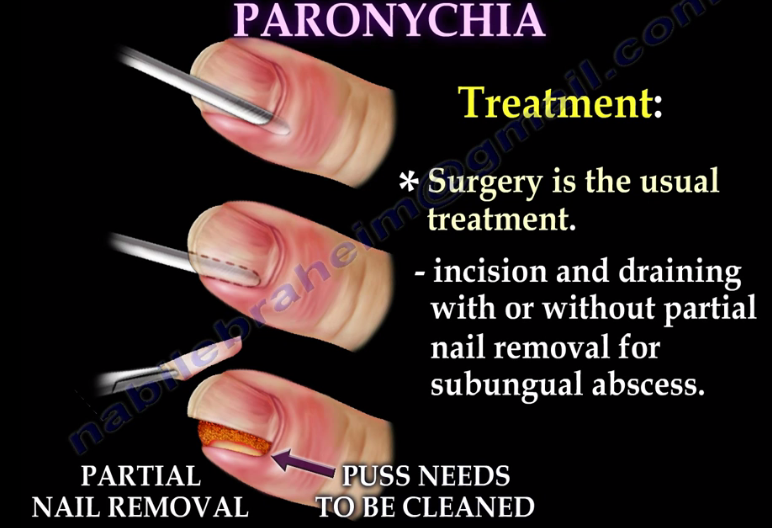 PARONYCHIA
Treatment:
* Surgery is the usual
treatment.
- incision and draining
with or without partial
nail removal for
subungual abscess.
PARTIAL
NAIL REMOVAL
PUSS NEEDS
TO BE CLEANED
nabilebraheim@gmail.com